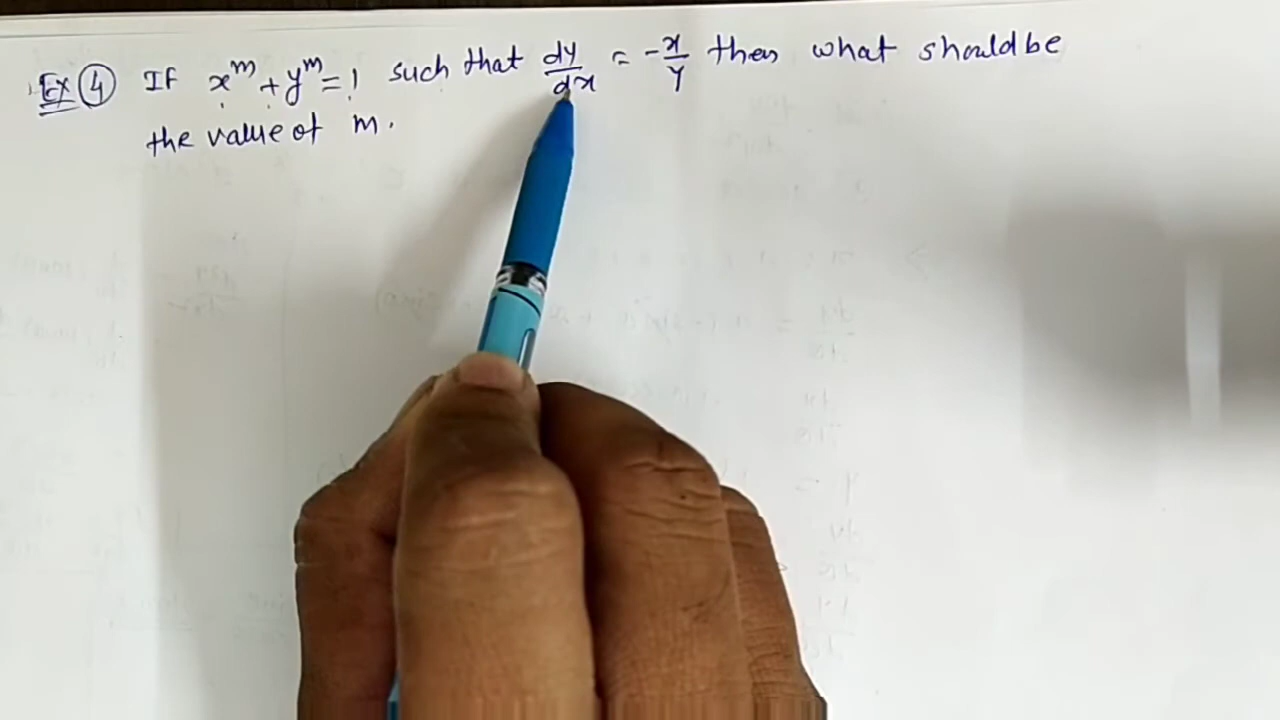 Ex ④ If x^m + y^m = 1 such that dy/dx = -x/y then what should be
the value of m.